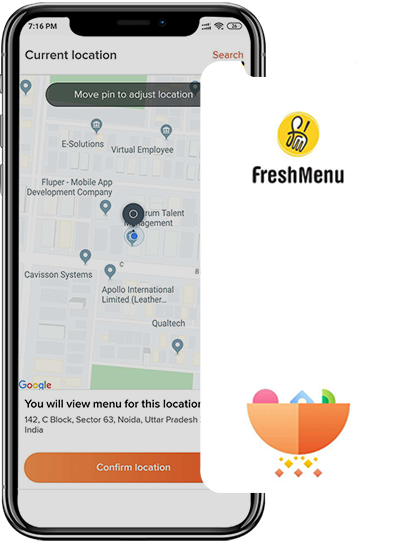 7:16 PM
Current location
Search
Move pin to adjust location
E-Solutions
Virtual Employee
Fluper - Mobile App
Development Company
rum Talent
agement
Cavisson Systems
C
Apollo International
Limited (Leather...
Qualtech
Google
You will view menu for this location
142, C Block, Sector 63, Noida, Uttar Pradesh
India
Confirm location
FreshMenu